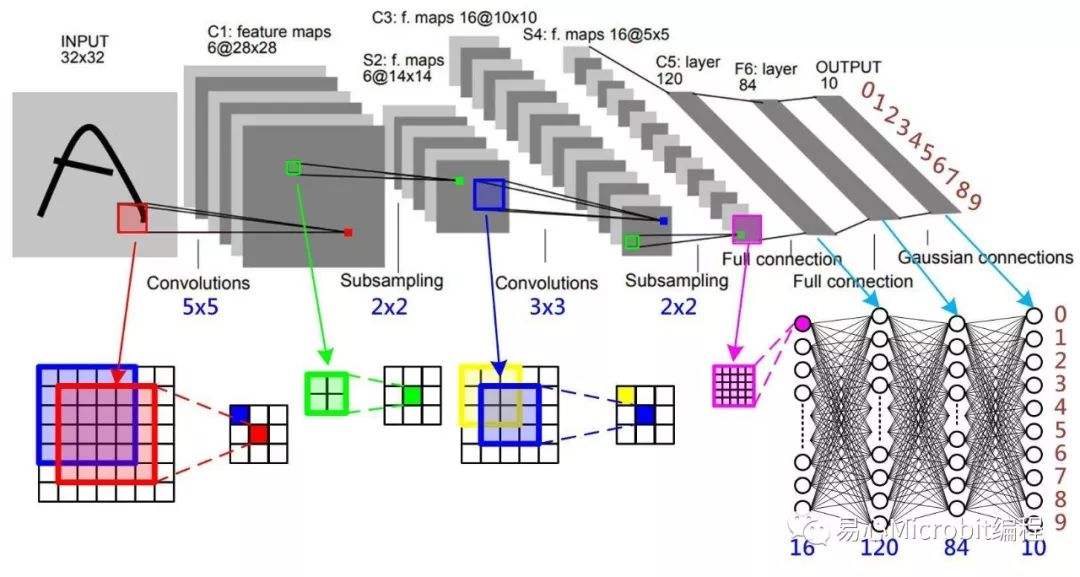 INPUT
32x32
C1: feature maps
6@28x28
S2: f. maps
6@14x14
C3: f. maps 16@10x10
S4: f. maps 16@5x5
C5: layer
120
F6: layer
84
OUTPUT
10
0123456789
Convolutions
5x5
Subsampling
2x2
Convolutions
3x3
Subsampling
2x2
Full connection
Full connection
Gaussian connections
0
1
2
3
4
5
6
7
8
9
16
120
84
10
易心Microbit编程